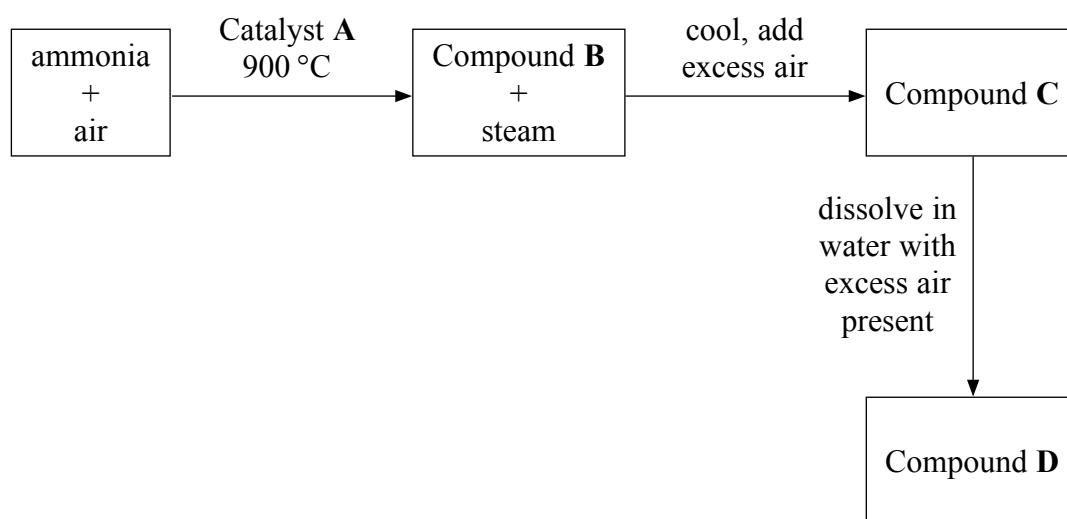 ammonia
+
air
Catalyst A
900 °C
Compound B
+
steam
cool, add
excess air
Compound C
dissolve in
water with
excess air
present
Compound D